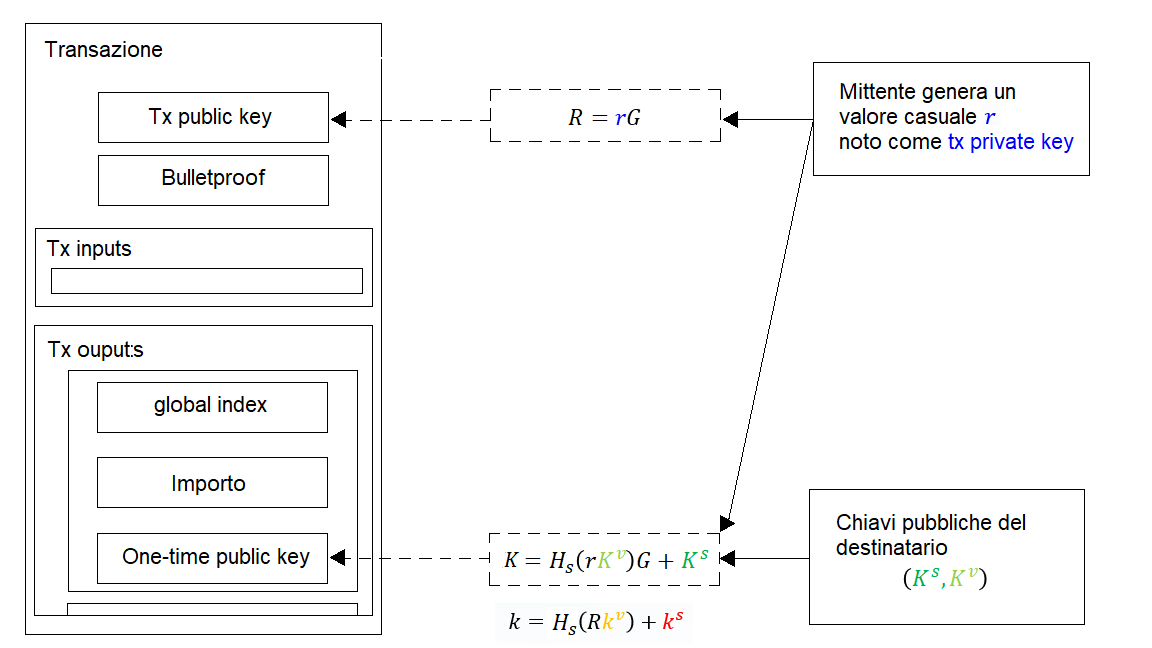 Transazione
Tx public key
R = rG
Mittente genera un
valore casuale r
noto come tx private key
Bulletproof
Tx inputs
Tx ouputs
global index
Importo
One-time public key
K = Hₛ(rKᵛ)G + Kˢ
k = Hₛ(Rkᵛ) + kˢ
Chiavi pubbliche del
destinatario
(Kˢ, Kᵛ)